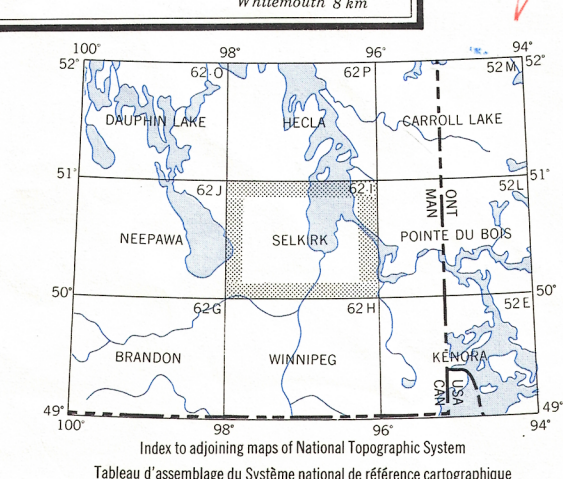 Whitemouth 8 km
100° 98° 96° 94°
52° 62 O 62 P 52 M 52°
DAUPHIN LAKE HECLA CARROLL LAKE
51° 62 J 62 I 52 L 51°
MAN ONT
NEEPAWA SELKIRK POINTE DU BOIS
50° 62 G 62 H 52 E 50°
BRANDON WINNIPEG KENORA
CAN USA
49° 49°
100° 98° 96° 94°
Index to adjoining maps of National Topographic System
Tableau d'assemblage du Système national de référence cartographique